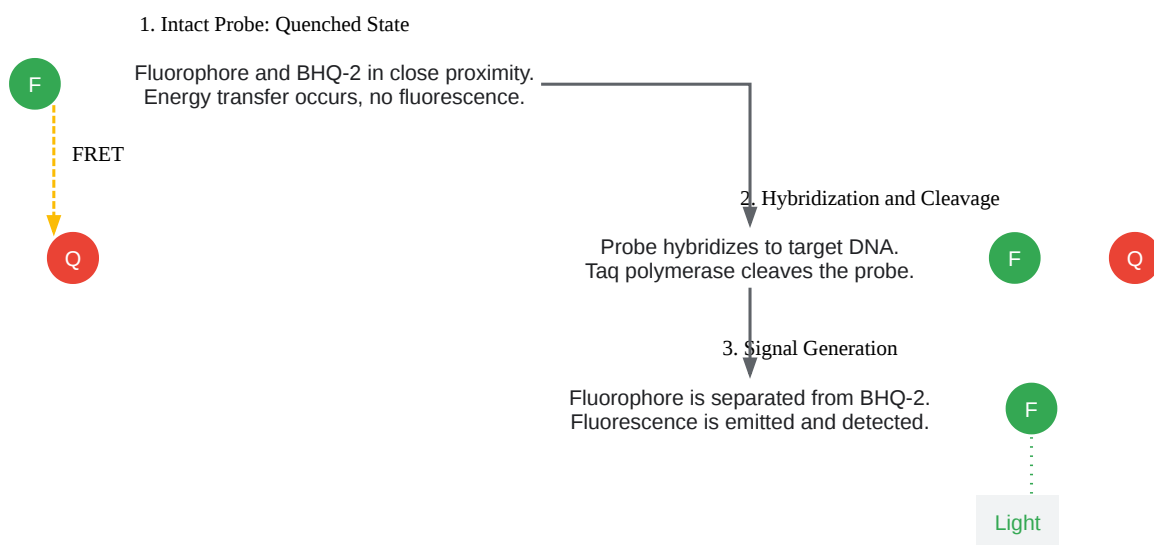 1. Intact Probe: Quenched State
F
Fluorophore and BHQ-2 in close proximity.
Energy transfer occurs, no fluorescence.
FRET
Q
2. Hybridization and Cleavage
Probe hybridizes to target DNA.
Taq polymerase cleaves the probe.
F
Q
3. Signal Generation
Fluorophore is separated from BHQ-2.
Fluorescence is emitted and detected.
F
Light